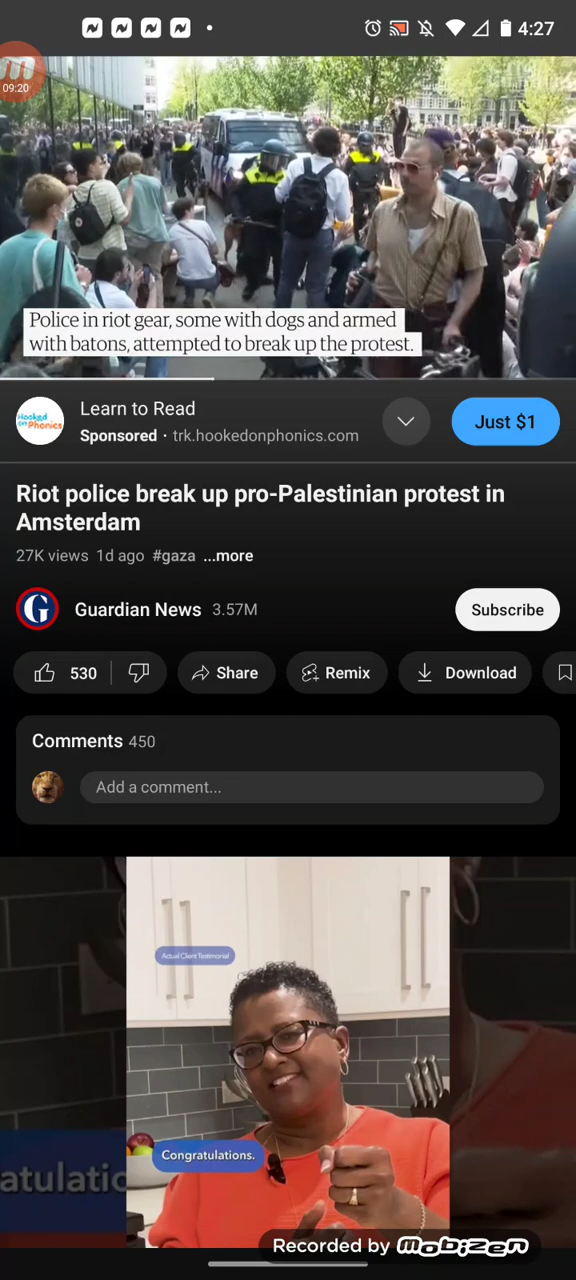 4:27
m
09:20
Police in riot gear, some with dogs and armed
with batons, attempted to break up the protest.
Hooked
on Phonics
Learn to Read
Sponsored · trk.hookedonphonics.com
Just $1
Riot police break up pro-Palestinian protest in
Amsterdam
27K views 1d ago #gaza ...more
G
Guardian News 3.57M
Subscribe
530
Share
Remix
Download
Comments 450
Add a comment...
Actual Client Testimonial
Congratulations.
atulatio
Recorded by mobizen